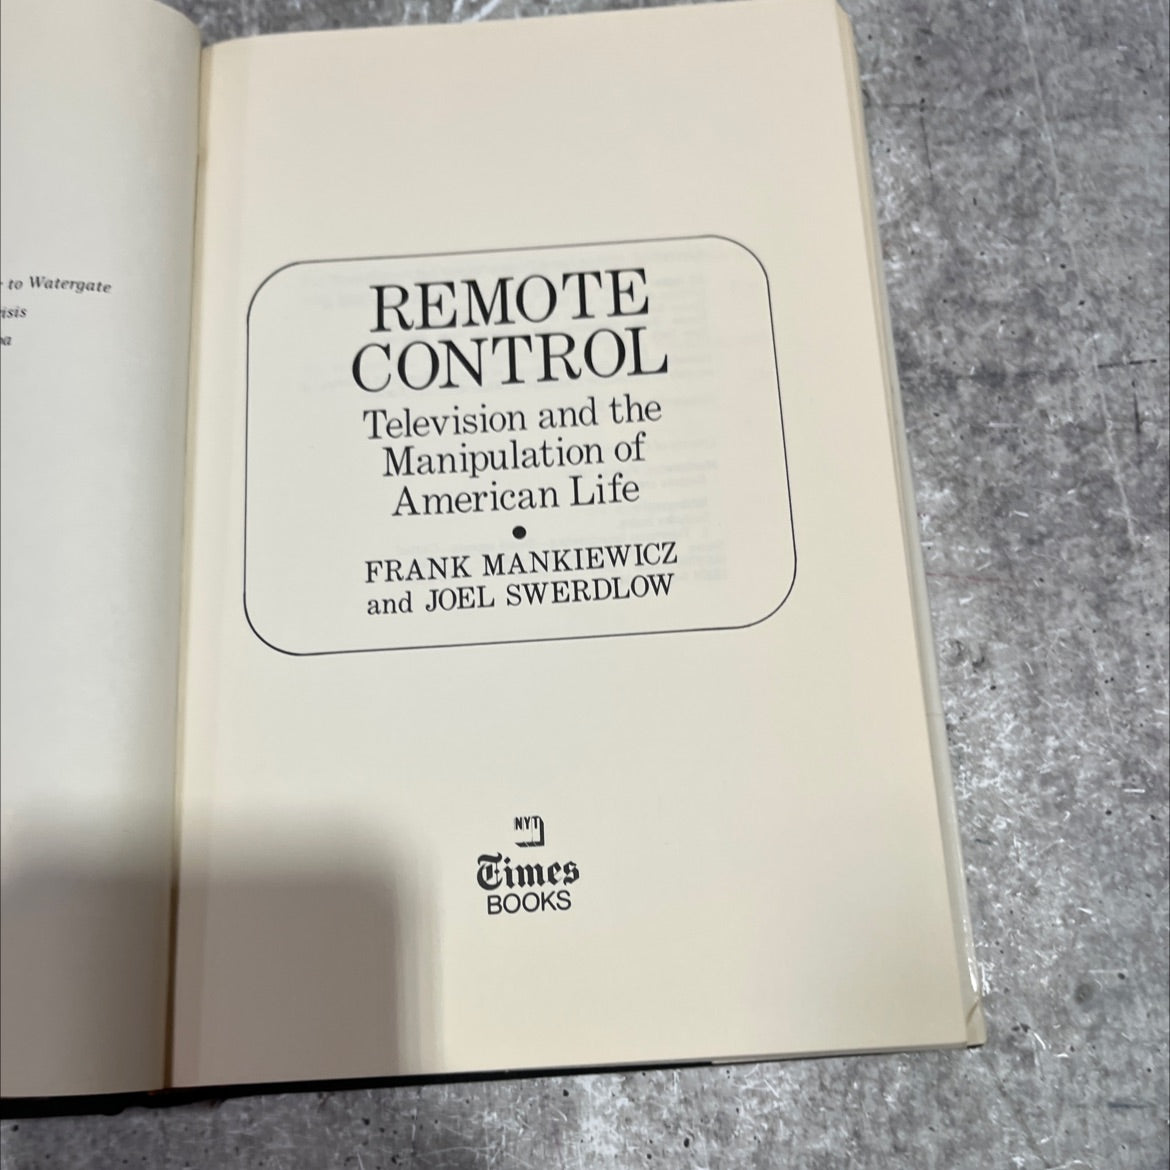 to Watergate
REMOTE
CONTROL
Television and the
Manipulation of
American Life
•
FRANK MANKIEWICZ
and JOEL SWERDLOW
NYT
Times
BOOKS